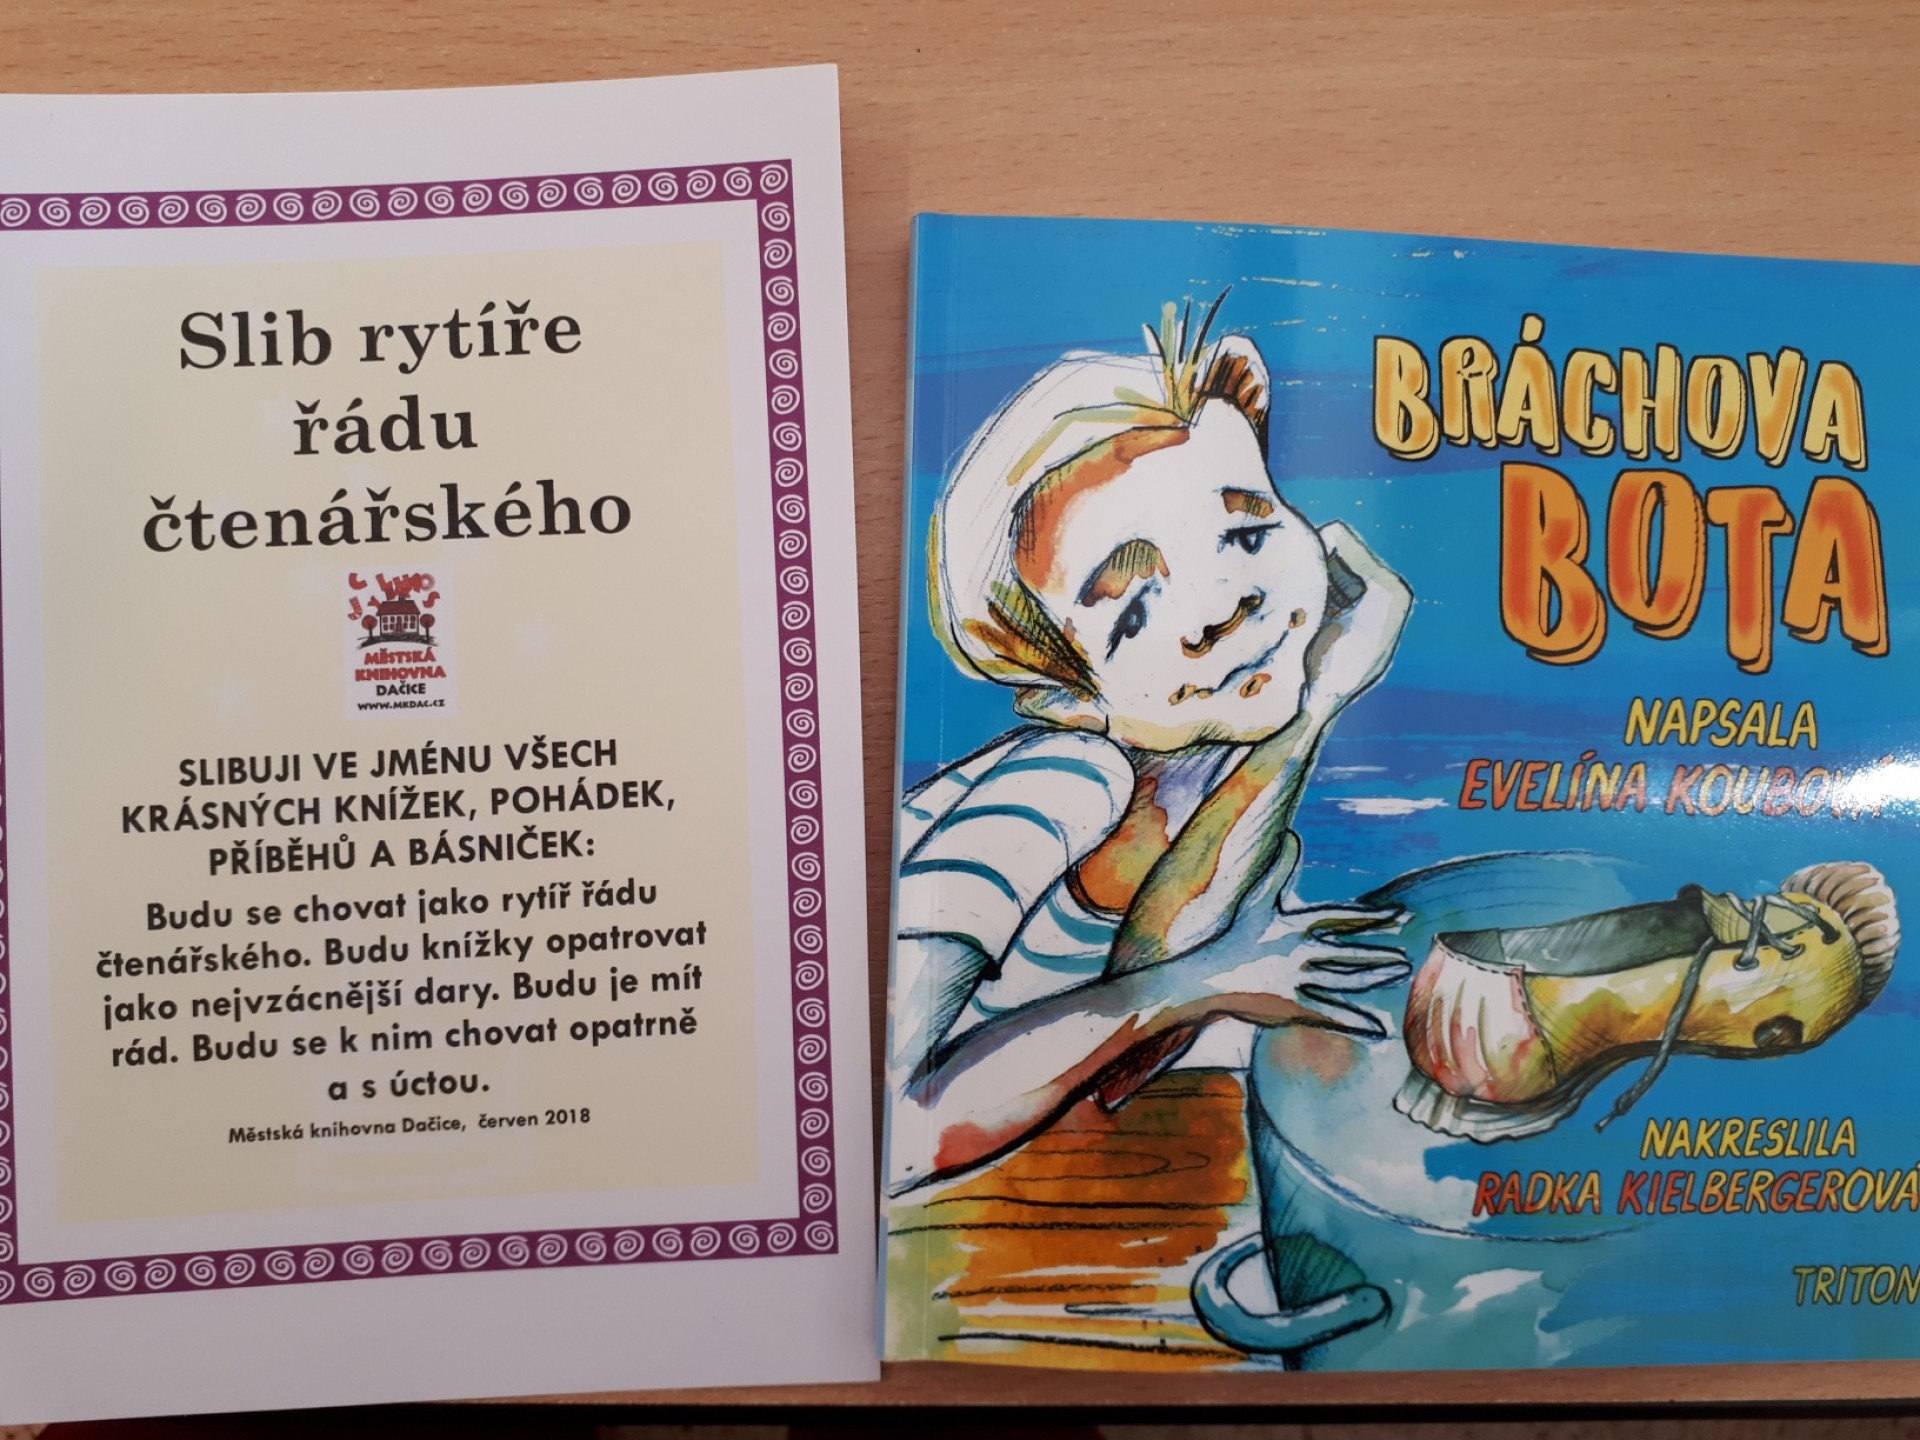 Slib rytíře
řádu
čtenářského
MĚSTSKÁ
KNIHOVNA
DAČICE
WWW.MKDAC.CZ
SLIBUJI VE JMÉNU VŠECH
KRÁSNÝCH KNÍŽEK, POHÁDEK,
PŘÍBĚHŮ A BÁSNIČEK:
Budu se chovat jako rytíř řádu
čtenářského. Budu knížky opatrovat
jako nejvzácnější dary. Budu je mít
rád. Budu se k nim chovat opatrně
a s úctou.
Městská knihovna Dačice, červen 2018
BRÁCHOVA
BOTA
NAPSALA
EVELÍNA KOUBOVÁ
NAKRESLILA
RADKA KIELBERGEROVÁ
TRITON